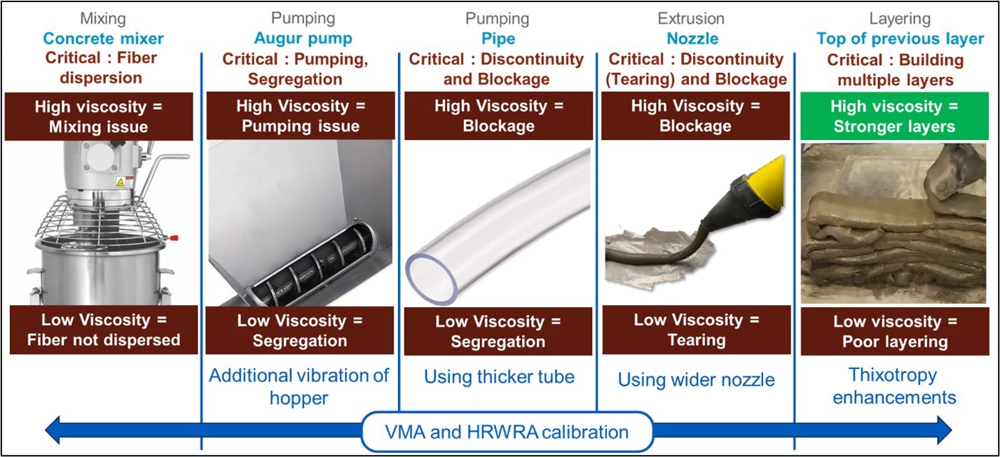 Mixing
Concrete mixer
Critical : Fiber
dispersion
High viscosity =
Mixing issue
Low Viscosity =
Fiber not dispersed
Pumping
Augur pump
Critical : Pumping,
Segregation
High Viscosity =
Pumping issue
Low Viscosity =
Segregation
Additional vibration of
hopper
Pumping
Pipe
Critical : Discontinuity
and Blockage
High Viscosity =
Blockage
Low Viscosity =
Segregation
Using thicker tube
Extrusion
Nozzle
Critical : Discontinuity
(Tearing) and Blockage
High Viscosity =
Blockage
Low Viscosity =
Tearing
Using wider nozzle
Layering
Top of previous layer
Critical : Building
multiple layers
High viscosity =
Stronger layers
Low viscosity =
Poor layering
Thixotropy
enhancements
VMA and HRWRA calibration